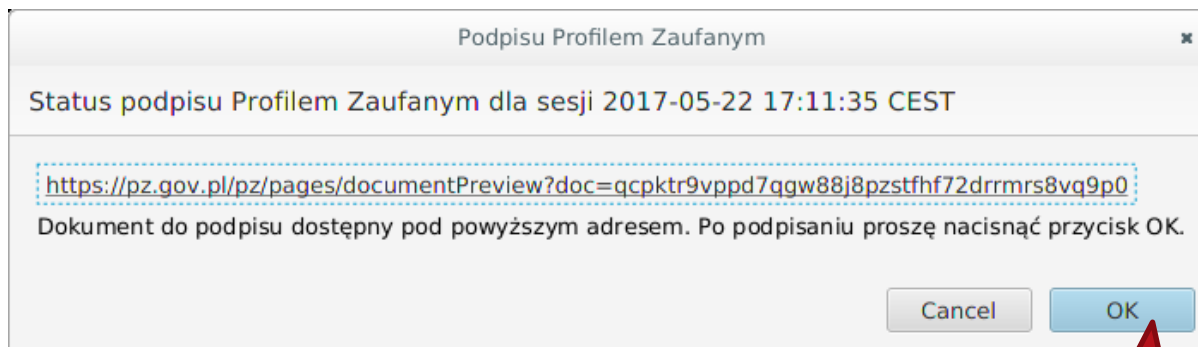 Podpisu Profilem Zaufanym
Status podpisu Profilem Zaufanym dla sesji 2017-05-22 17:11:35 CEST
https://pz.gov.pl/pz/pages/documentPreview?doc=qcpktr9vppd7qgw88j8pzstfhf72drrmrs8vq9p0
Dokument do podpisu dostępny pod powyższym adresem. Po podpisaniu proszę nacisnąć przycisk OK.
Cancel OK